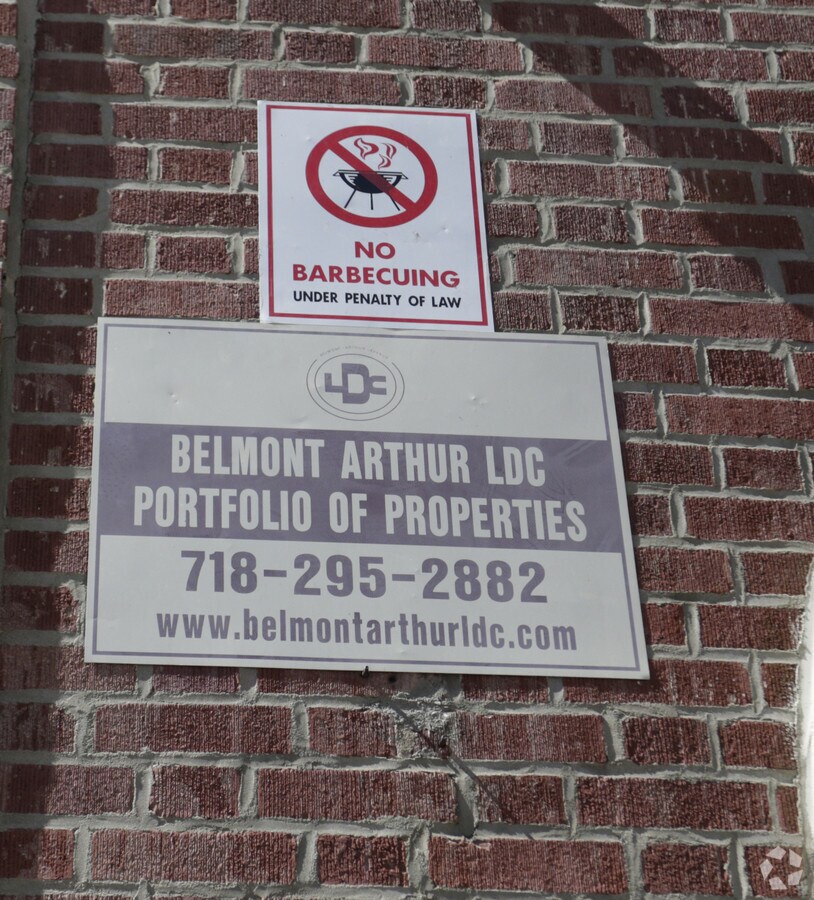 NO
BARBECUING
UNDER PENALTY OF LAW
LDC
BELMONT ARTHUR LDC
PORTFOLIO OF PROPERTIES
718-295-2882
www.belmontarthurldc.com